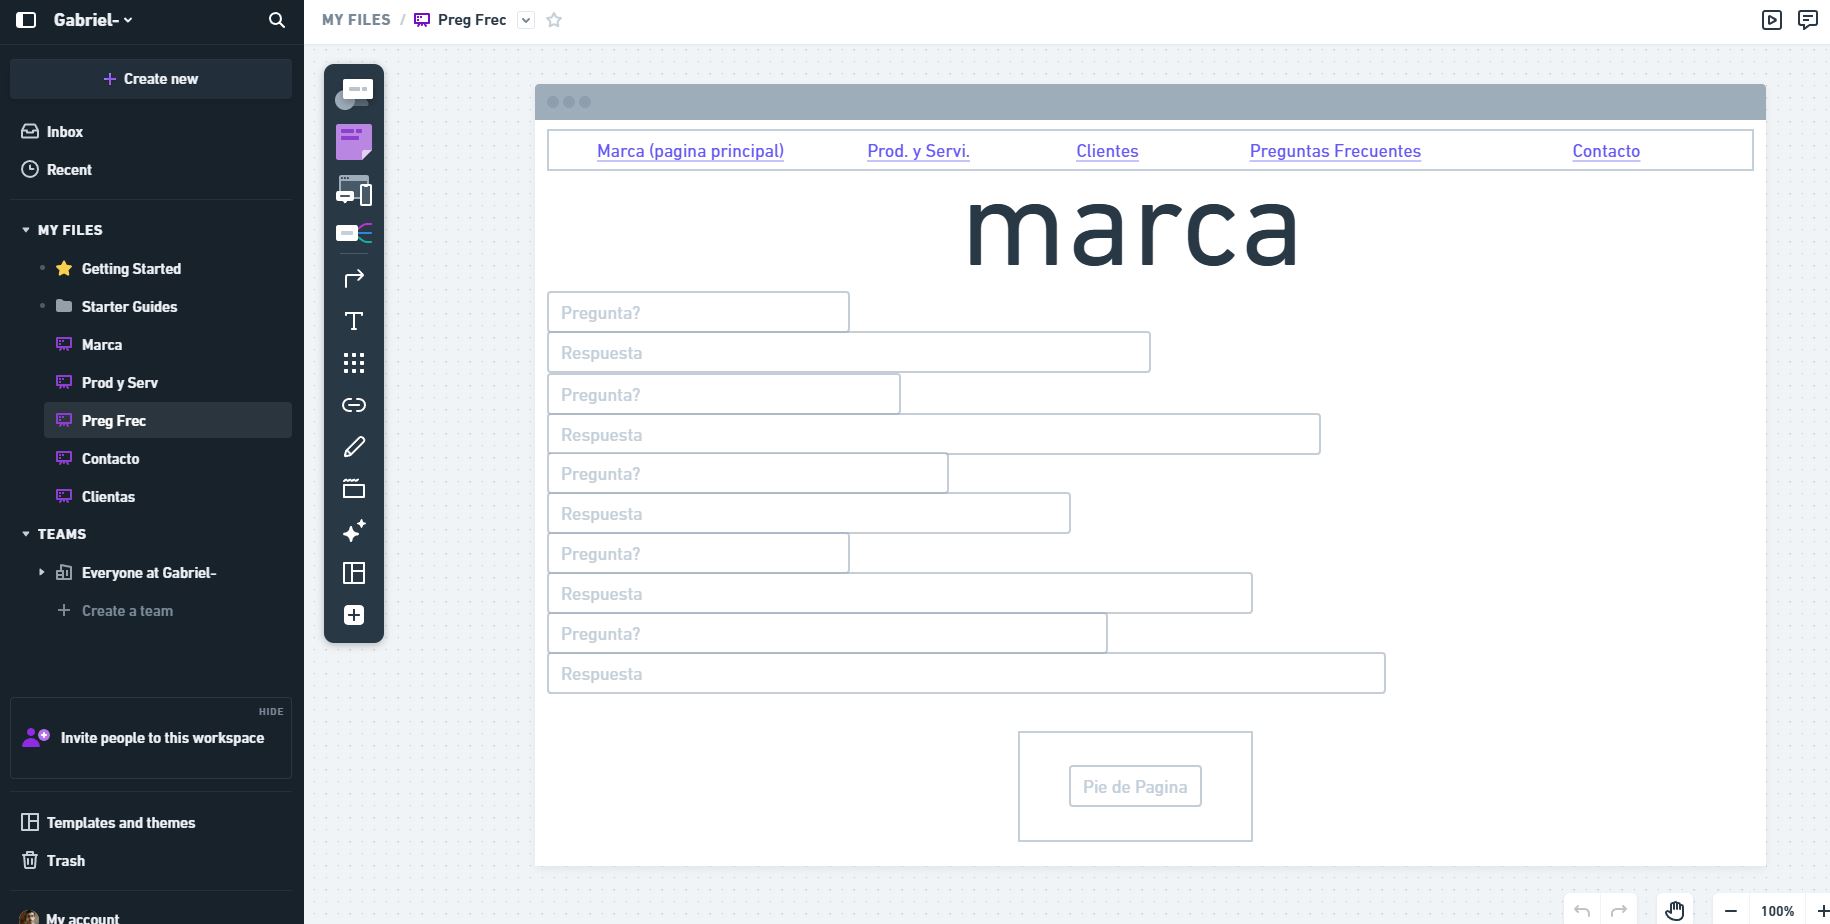 Gabriel-
Create new
Inbox
Recent
MY FILES
Getting Started
Starter Guides
Marca
Prod y Serv
Preg Frec
Contacto
Clientas
TEAMS
Everyone at Gabriel-
Create a team
HIDE
Invite people to this workspace
Templates and themes
Trash
My account
MY FILES / Preg Frec
Marca (pagina principal) Prod. y Servi. Clientes Preguntas Frecuentes Contacto
marca
Pregunta?
Respuesta
Pregunta?
Respuesta
Pregunta?
Respuesta
Pregunta?
Respuesta
Pregunta?
Respuesta
Pie de Pagina
100%